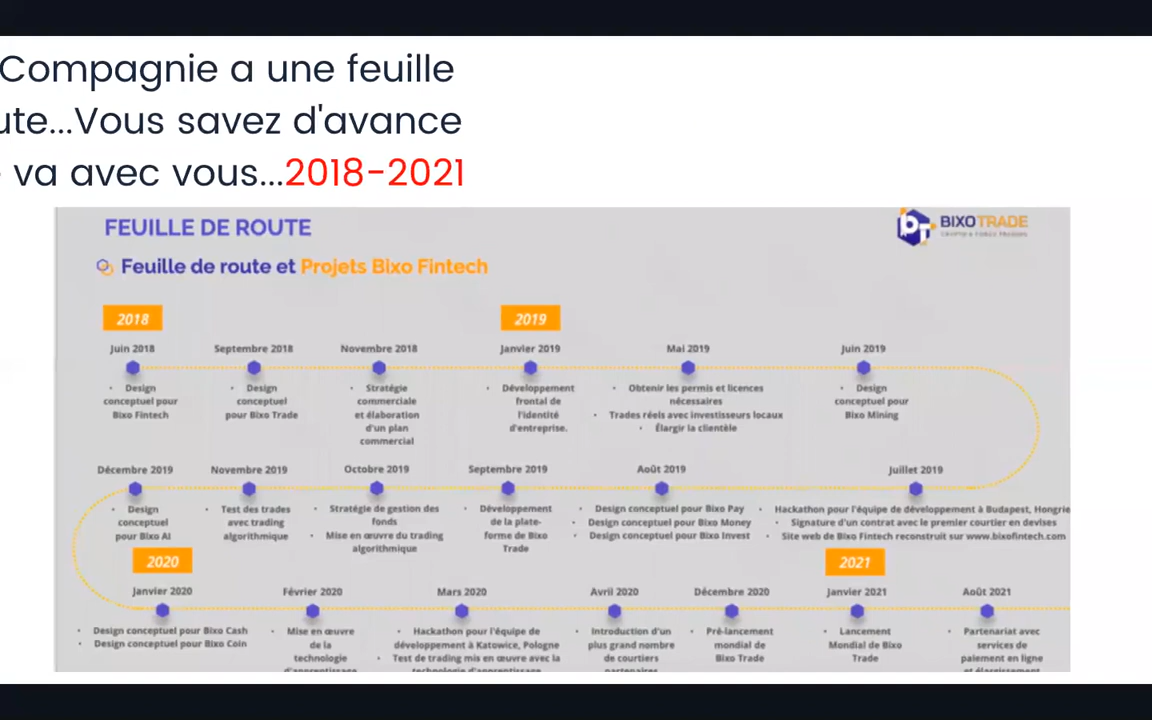 Compagnie a une feuille
ute...Vous savez d'avance
va avec vous...2018-2021
FEUILLE DE ROUTE
BIXOTRADE
Feuille de route et Projets Bixo Fintech
2018
2019
Juin 2018
Septembre 2018
Novembre 2018
Janvier 2019
Mai 2019
Juin 2019
• Design
conceptuel pour
Bixo Fintech
• Design
conceptuel
pour Bixo Trade
• Stratégie
commerciale
et élaboration
d'un plan
commercial
• Développement
frontal de
l'identité
d'entreprise.
• Obtenir les permis et licences
nécessaires
• Trades réels avec investisseurs locaux
• Élargir la clientèle
• Design
conceptuel pour
Bixo Mining
Décembre 2019
Novembre 2019
Octobre 2019
Septembre 2019
Août 2019
Juillet 2019
• Design
conceptuel
pour Bixo AI
• Test des trades
avec trading
algorithmique
• Stratégie de gestion des
fonds
• Mise en œuvre du trading
algorithmique
• Développement
de la plate-
forme de Bixo
Trade
• Design conceptuel pour Bixo Pay
• Design conceptuel pour Bixo Money
• Design conceptuel pour Bixo Invest
• Hackathon pour l'équipe de développement à Budapest, Hongrie
• Signature d'un contrat avec le premier courtier en devises
• Site web de Bixo Fintech reconstruit sur www.bixofintech.com
2020
2021
Janvier 2020
Février 2020
Mars 2020
Avril 2020
Décembre 2020
Janvier 2021
Août 2021
• Design conceptuel pour Bixo Cash
• Design conceptuel pour Bixo Coin
• Mise en œuvre
de la
technologie
• Hackathon pour l'équipe de
développement à Katowice, Pologne
• Test de trading mis en œuvre avec la
• Introduction d'un
plus grand nombre
de courtiers
• Pré-lancement
mondial de
Bixo Trade
• Lancement
Mondial de Bixo
Trade
• Partenariat avec
services de
paiement en ligne